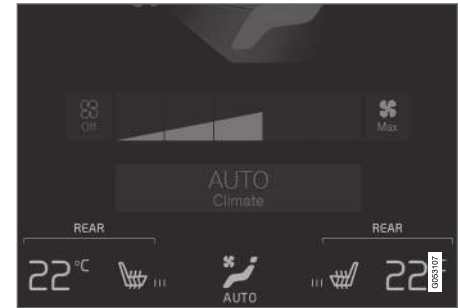 Off
Max
AUTO
Climate
REAR REAR
22°C 22
AUTO
G053107